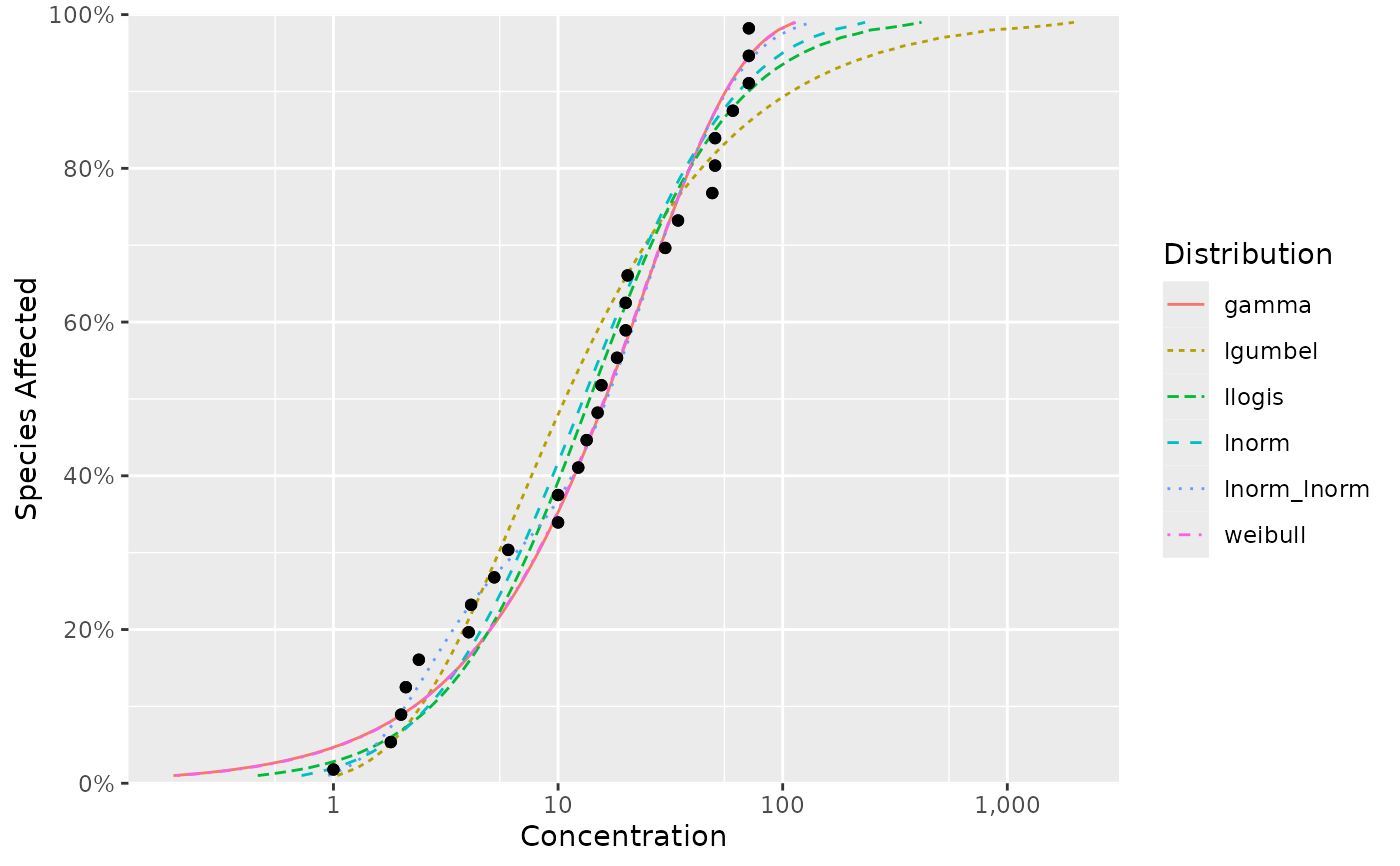 100%
80%
60%
40%
20%
0%
Species Affected
1
10
100
1,000
Concentration
Distribution
gamma
lgumbel
llogis
lnorm
lnorm_lnorm
weibull